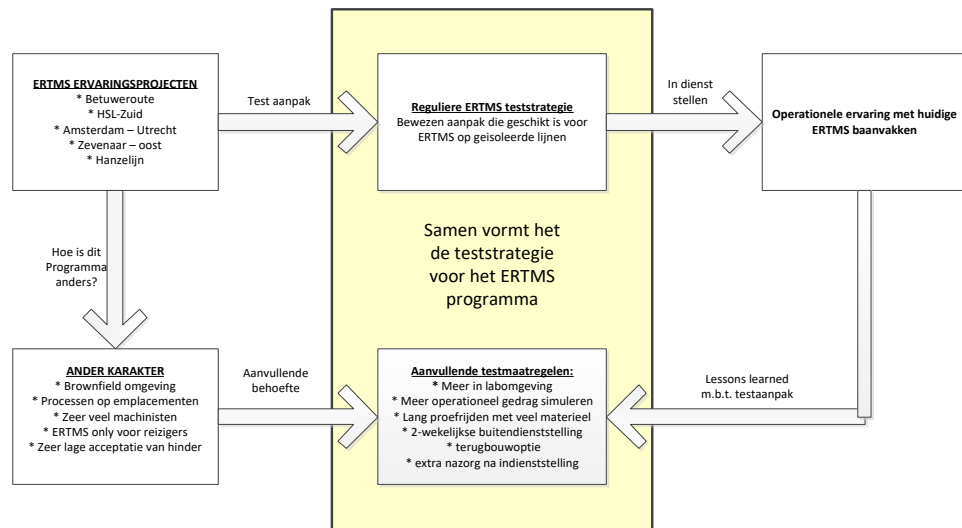 ERTMS ERVARINGSPROJECTEN
* Betuweroute
* HSL-Zuid
* Amsterdam – Utrecht
* Zevenaar – oost
* Hanzelijn
Test aanpak
Reguliere ERTMS teststrategie
Bewezen aanpak die geschikt is voor
ERTMS op geisoleerde lijnen
In dienst
stellen
Operationele ervaring met huidige
ERTMS baanvakken
Hoe is dit
Programma
anders?
Samen vormt het
de teststrategie
voor het ERTMS
programma
ANDER KARAKTER
* Brownfield omgeving
* Processen op emplacementen
* Zeer veel machinisten
* ERTMS only voor reizigers
* Zeer lage acceptatie van hinder
Aanvullende
behoefte
Aanvullende testmaatregelen:
* Meer in labomgeving
* Meer operationeel gedrag simuleren
* Lang proefrijden met veel materieel
* 2-wekelijkse buitendienststelling
* terugbouwoptie
* extra nazorg na indienststelling
Lessons learned
m.b.t. testaanpak